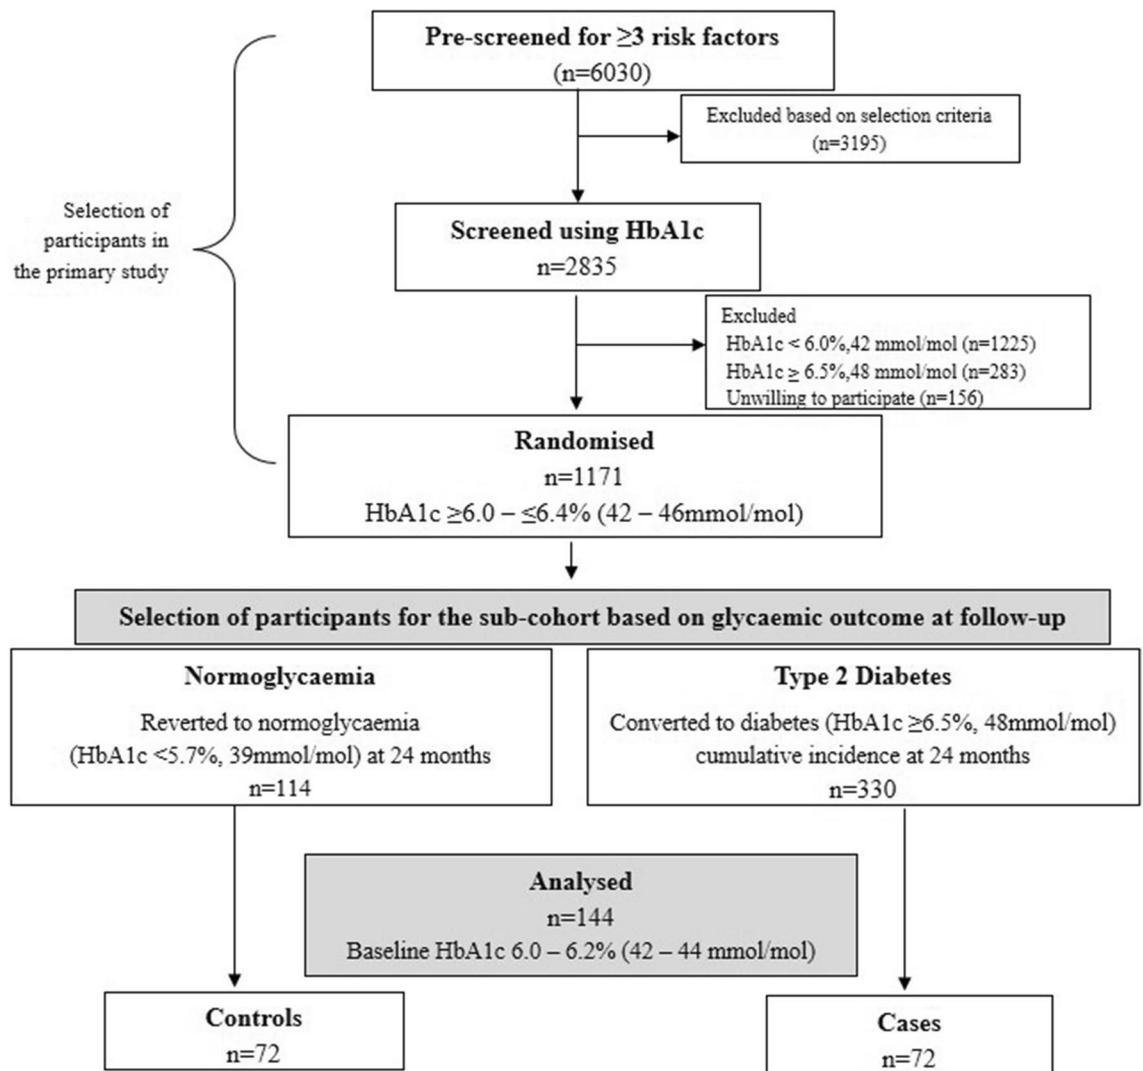 Pre-screened for ≥3 risk factors
(n=6030)
Excluded based on selection criteria
(n=3195)
Selection of
participants in
the primary study
Screened using HbA1c
n=2835
Excluded
HbA1c < 6.0%,42 mmol/mol (n=1225)
HbA1c ≥ 6.5%,48 mmol/mol (n=283)
Unwilling to participate (n=156)
Randomised
n=1171
HbA1c ≥6.0 – ≤6.4% (42 – 46mmol/mol)
Selection of participants for the sub-cohort based on glycaemic outcome at follow-up
Normoglycaemia
Reverted to normoglycaemia
(HbA1c <5.7%, 39mmol/mol) at 24 months
n=114
Type 2 Diabetes
Converted to diabetes (HbA1c ≥6.5%, 48mmol/mol)
cumulative incidence at 24 months
n=330
Analysed
n=144
Baseline HbA1c 6.0 – 6.2% (42 – 44 mmol/mol)
Controls
n=72
Cases
n=72